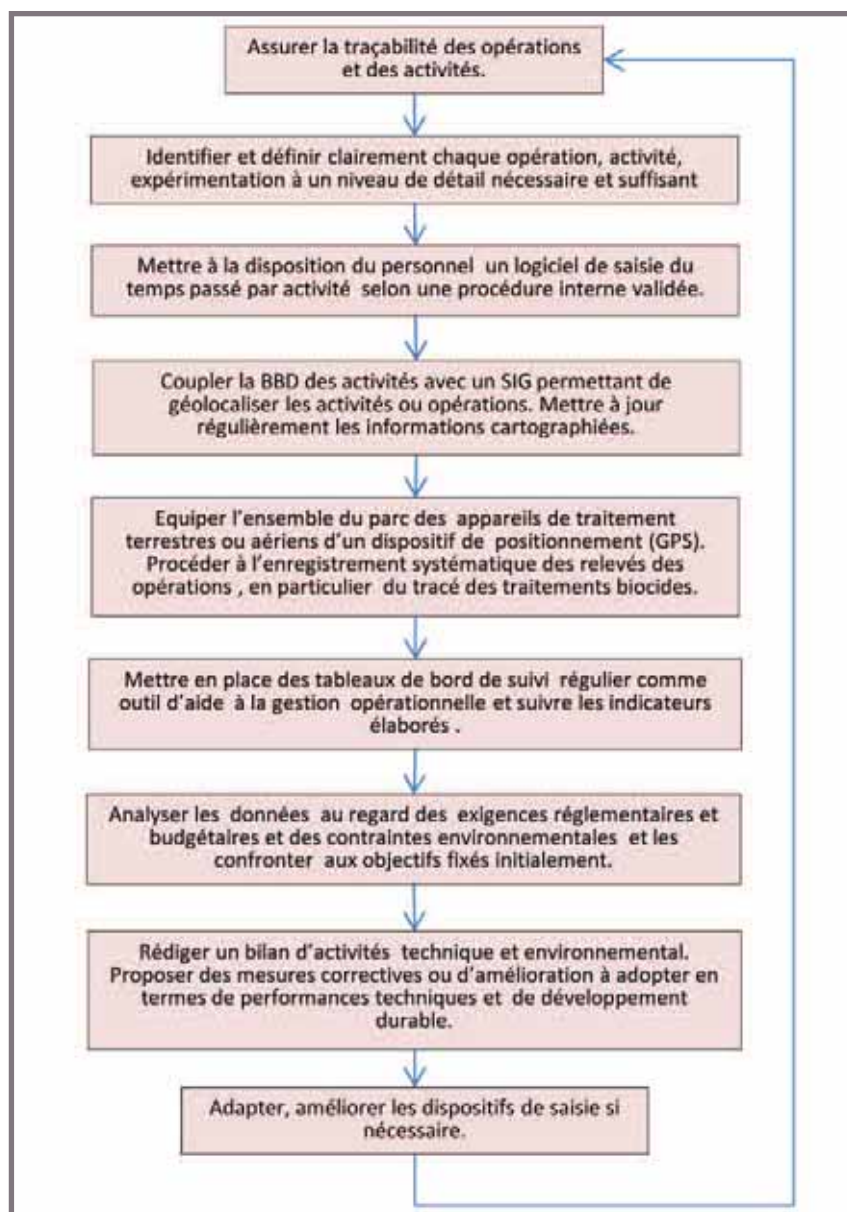 Assurer la traçabilité des opérations
et des activités.
Identifier et définir clairement chaque opération, activité,
expérimentation à un niveau de détail nécessaire et suffisant
Mettre à la disposition du personnel un logiciel de saisie du
temps passé par activité selon une procédure interne validée.
Coupler la BBD des activités avec un SIG permettant de
géolocaliser les activités ou opérations. Mettre à jour
régulièrement les informations cartographiées.
Equiper l'ensemble du parc des appareils de traitement
terrestres ou aériens d'un dispositif de positionnement (GPS).
Procéder à l'enregistrement systématique des relevés des
opérations , en particulier du tracé des traitements biocides.
Mettre en place des tableaux de bord de suivi régulier comme
outil d'aide à la gestion opérationnelle et suivre les indicateurs
élaborés .
Analyser les données au regard des exigences réglementaires et
budgétaires et des contraintes environnementales et les
confronter aux objectifs fixés initialement.
Rédiger un bilan d'activités technique et environnemental.
Proposer des mesures correctives ou d'amélioration à adopter en
termes de performances techniques et de développement
durable.
Adapter, améliorer les dispositifs de saisie si
nécessaire.